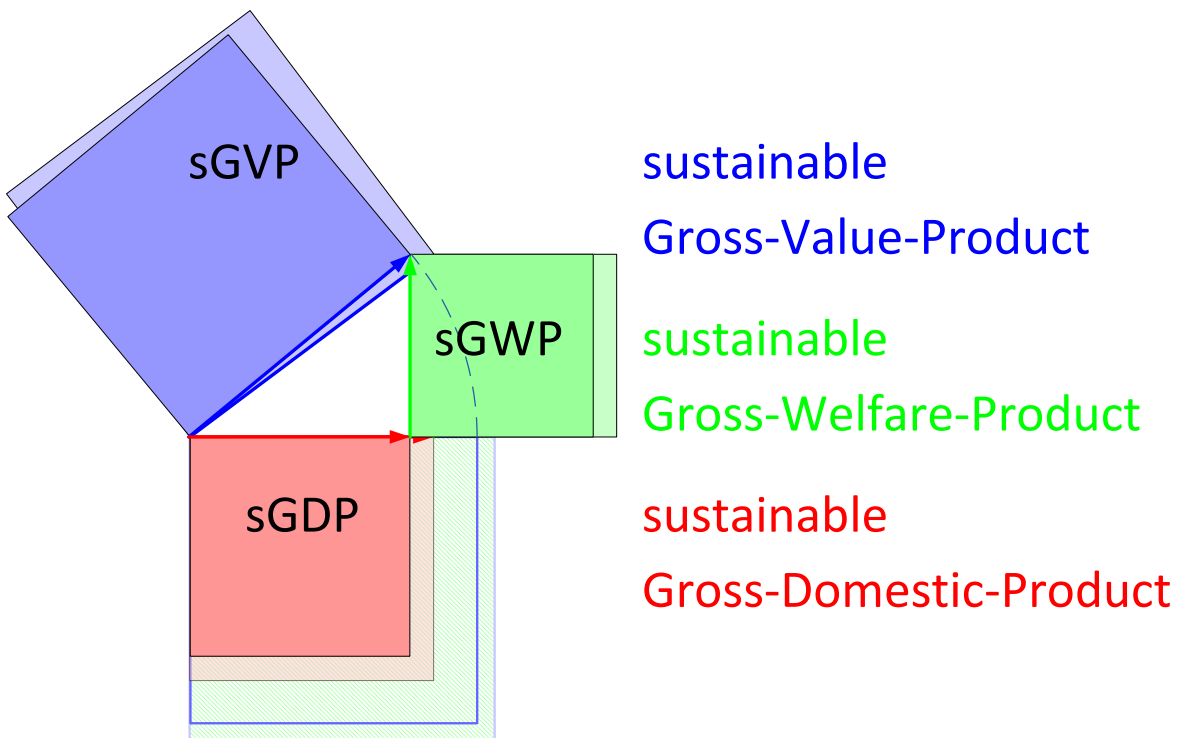 sGVP
sustainable
Gross-Value-Product
sGWP
sustainable
Gross-Welfare-Product
sGDP
sustainable
Gross-Domestic-Product